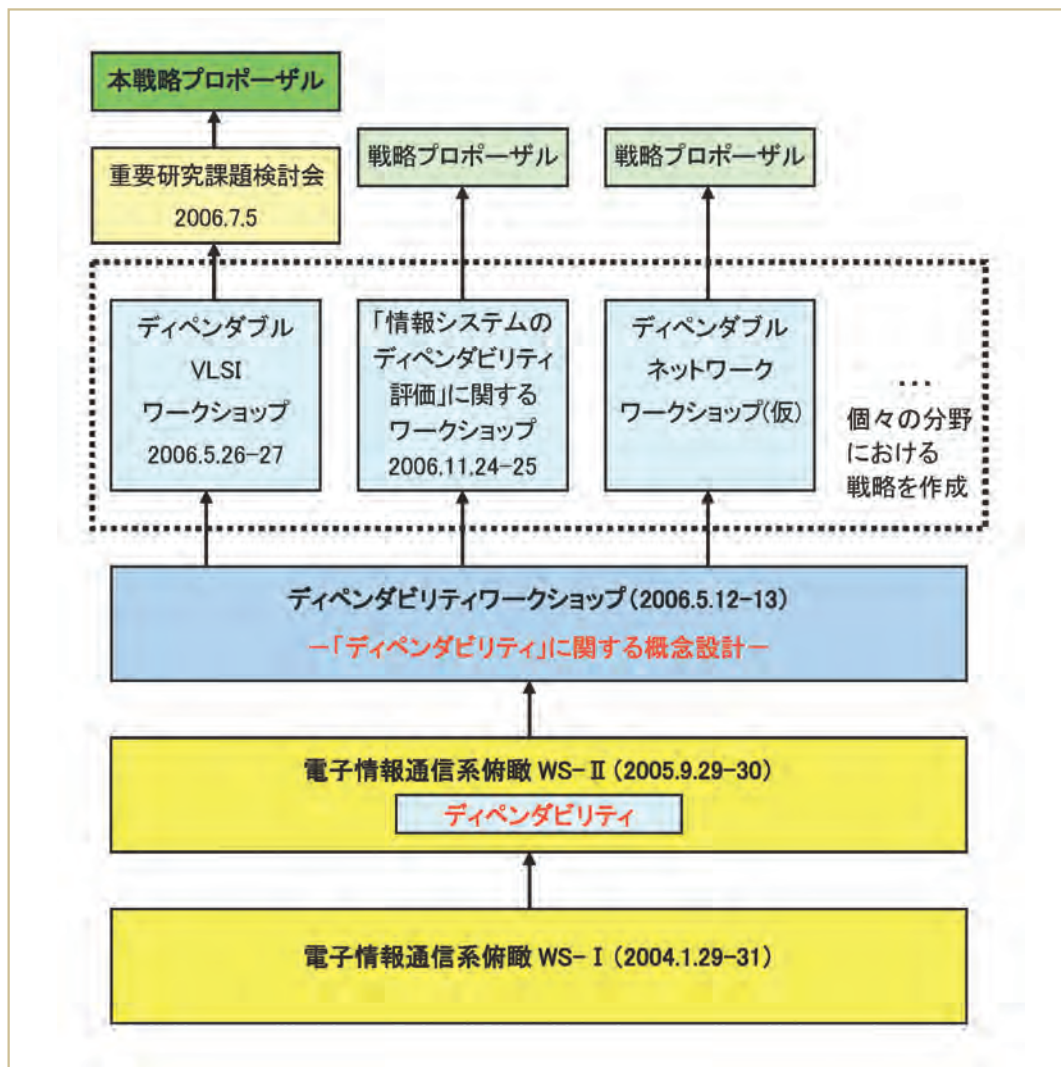 本戦略プロポーザル
重要研究課題検討会
2006.7.5
戦略プロポーザル
戦略プロポーザル
ディペンダブル
VLSI
ワークショップ
2006.5.26-27
「情報システムの
ディペンダビリティ
評価」に関する
ワークショップ
2006.11.24-25
ディペンダブル
ネットワーク
ワークショップ(仮)
...
個々の分野
における
戦略を作成
ディペンダビリティワークショップ(2006.5.12-13)
-「ディペンダビリティ」に関する概念設計-
電子情報通信系俯瞰 WS-Ⅱ (2005.9.29-30)
ディペンダビリティ
電子情報通信系俯瞰 WS-Ⅰ (2004.1.29-31)